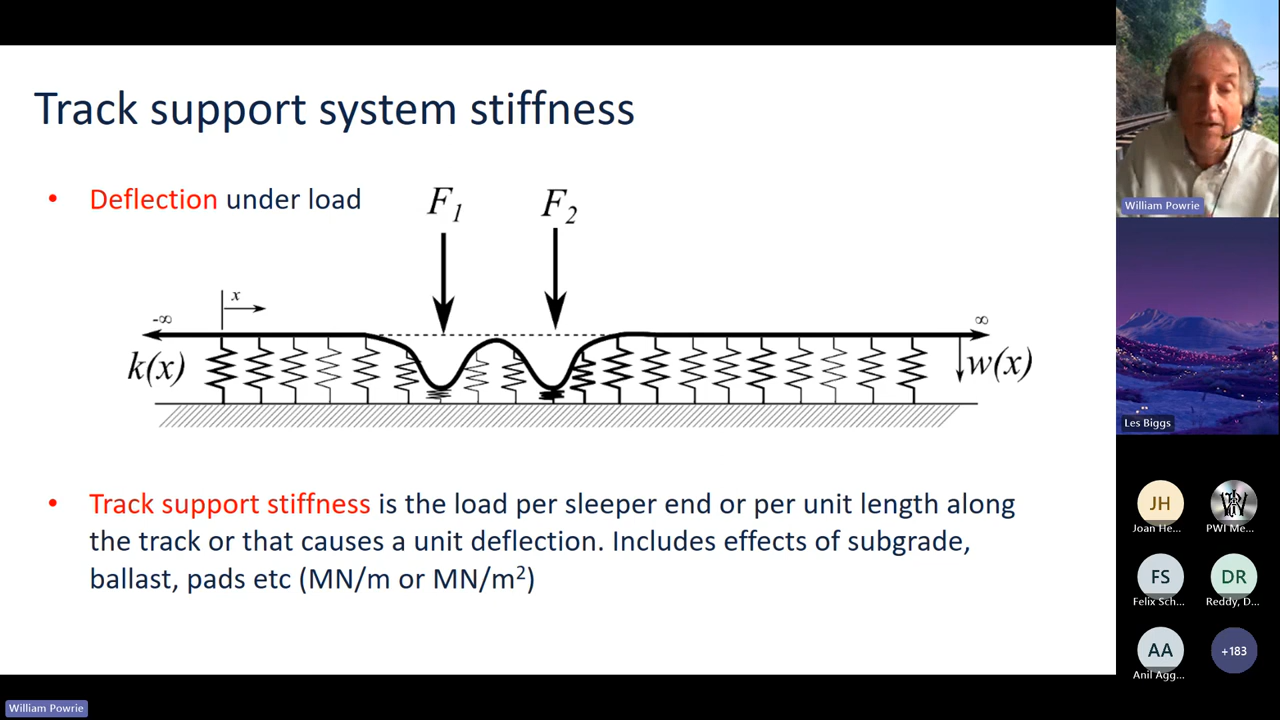 Track support system stiffness
• Deflection under load
F1
F2
x
-∞
∞
k(x)
w(x)
• Track support stiffness is the load per sleeper end or per unit length along
the track or that causes a unit deflection. Includes effects of subgrade,
ballast, pads etc (MN/m or MN/m²)
William Powrie
Les Biggs
JH
Joan He...
PWI Me...
FS
Felix Sch...
DR
Reddy, D...
AA
Anil Agg...
+183
William Powrie